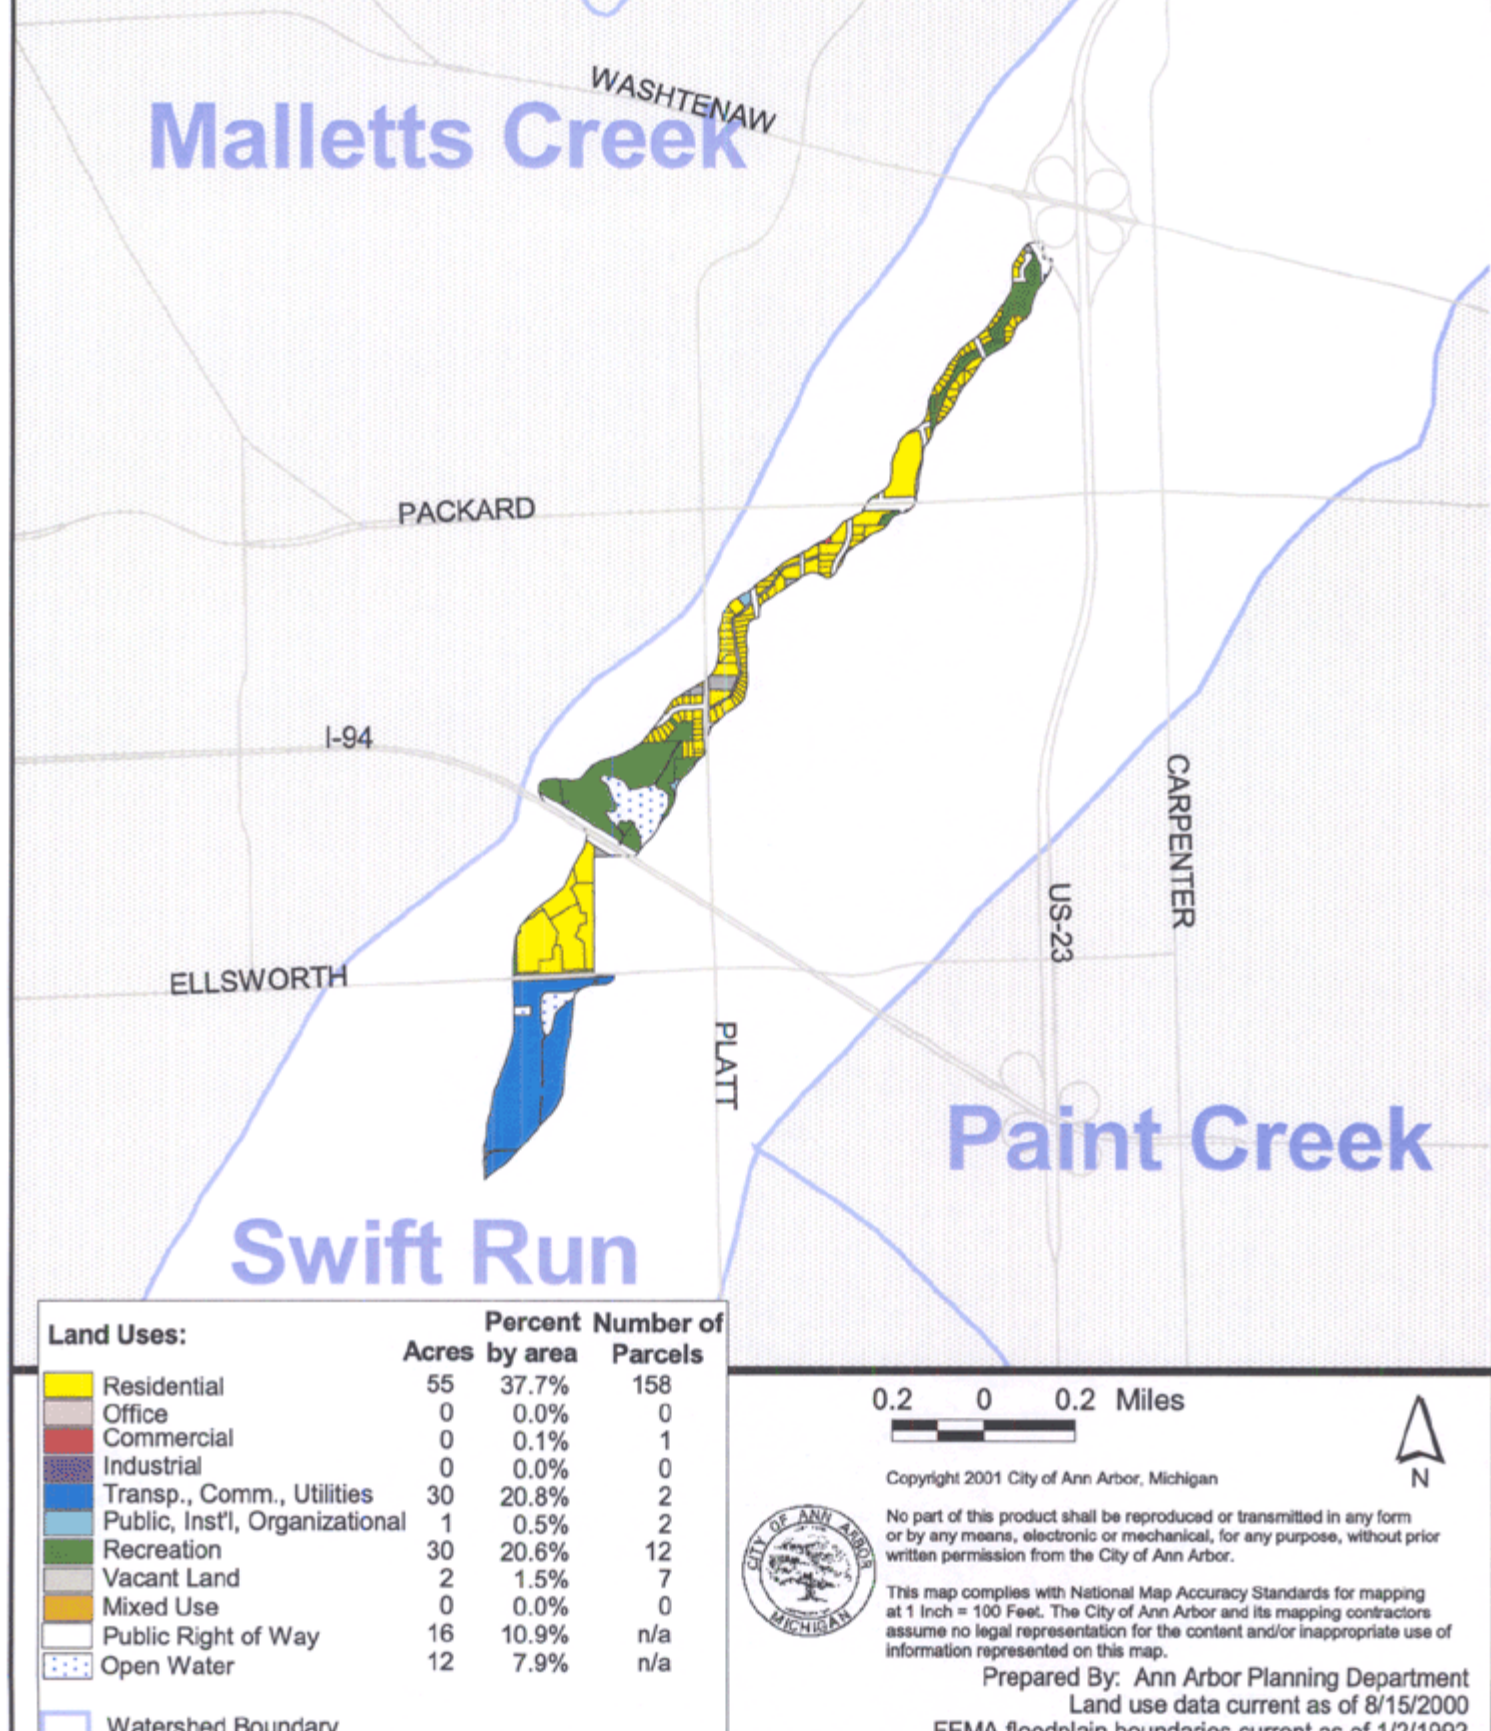 WASHTENAW
Malletts Creek
PACKARD
I-94
CARPENTER
US-23
ELLSWORTH
PLATT
Paint Creek
Swift Run
Land Uses: Acres Percent by area Number of Parcels
Residential 55 37.7% 158
Office 0 0.0% 0
Commercial 0 0.1% 1
Industrial 0 0.0% 0
Transp., Comm., Utilities 30 20.8% 2
Public, Inst'l, Organizational 1 0.5% 2
Recreation 30 20.6% 12
Vacant Land 2 1.5% 7
Mixed Use 0 0.0% 0
Public Right of Way 16 10.9% n/a
Open Water 12 7.9% n/a
Watershed Boundary
0.2 0 0.2 Miles
N
Copyright 2001 City of Ann Arbor, Michigan
No part of this product shall be reproduced or transmitted in any form
or by any means, electronic or mechanical, for any purpose, without prior
written permission from the City of Ann Arbor.
CITY OF ANN ARBOR
MICHIGAN
This map complies with National Map Accuracy Standards for mapping
at 1 Inch = 100 Feet. The City of Ann Arbor and its mapping contractors
assume no legal representation for the content and/or inappropriate use of
information represented on this map.
Prepared By: Ann Arbor Planning Department
Land use data current as of 8/15/2000
FEMA floodplain boundaries current as of 1/2/1992